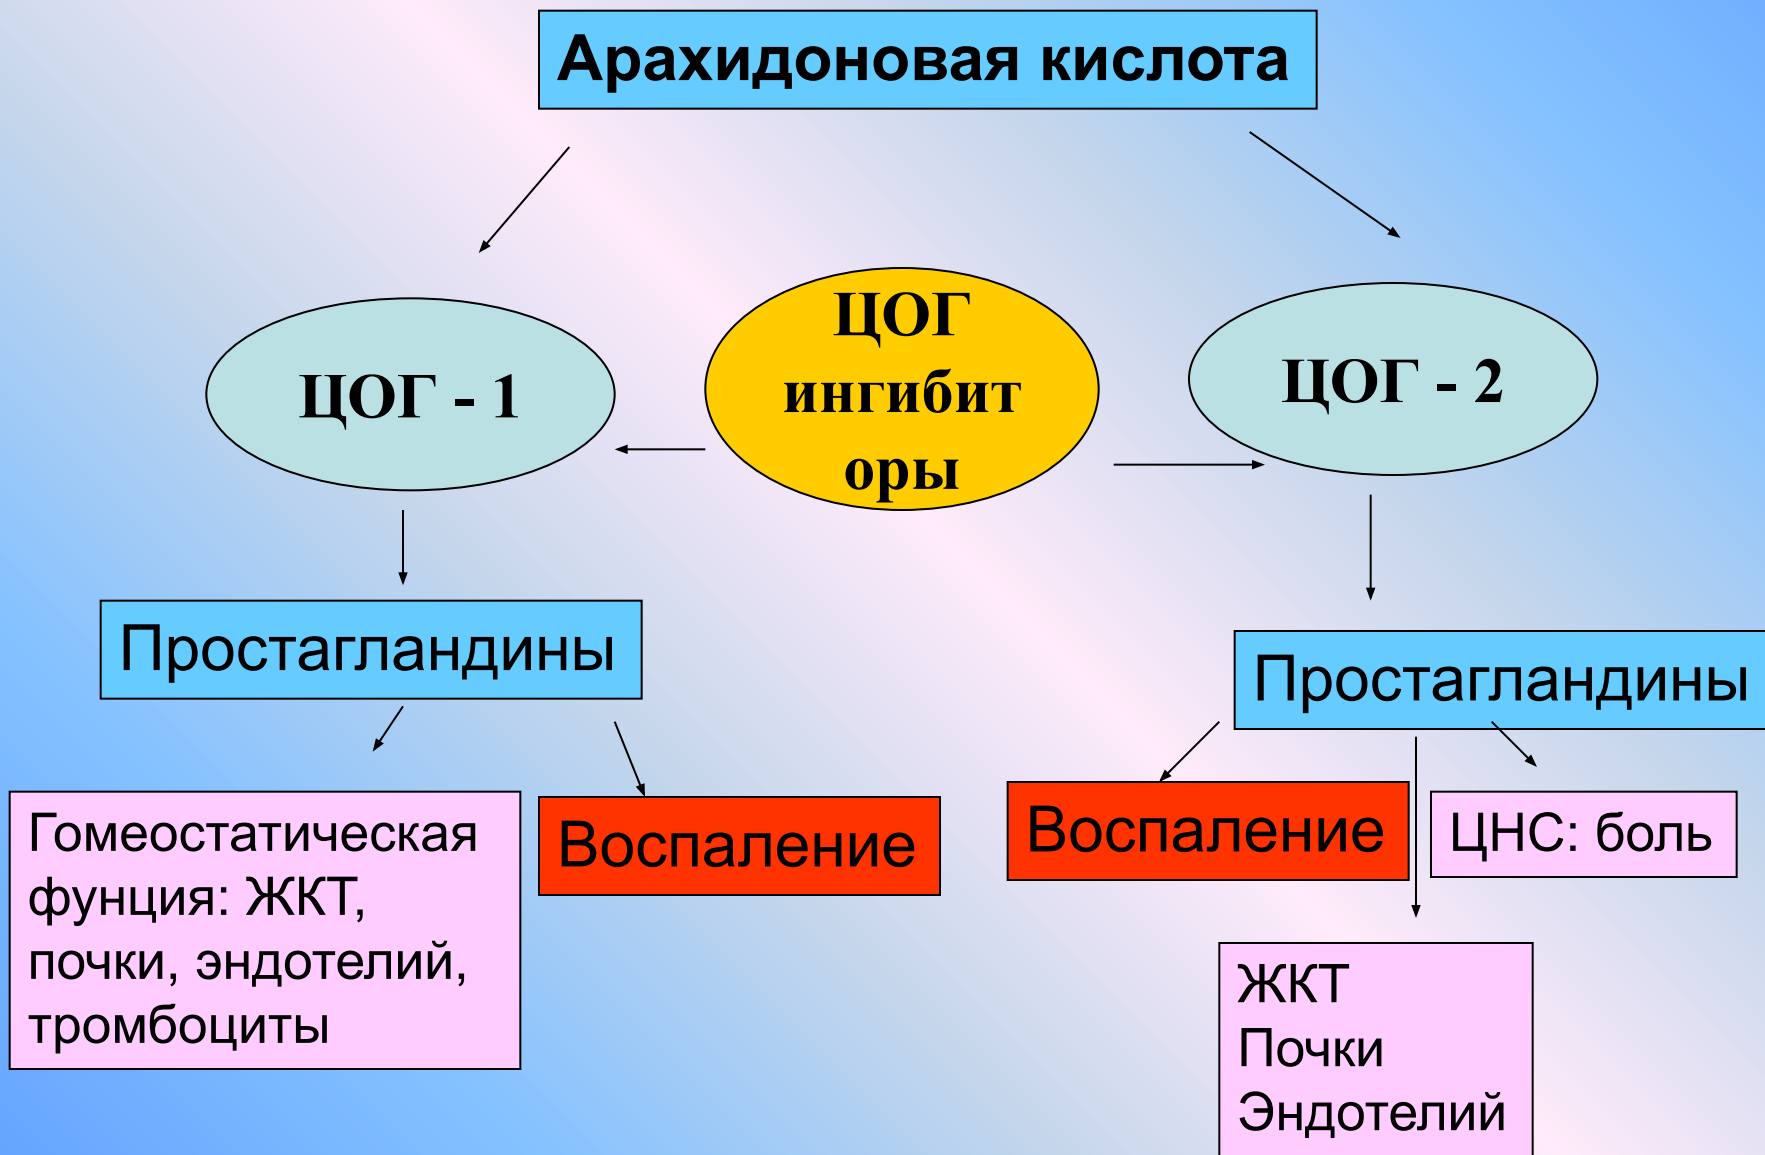 Арахидоновая кислота
ЦОГ - 1
ЦОГ
ингибит
оры
ЦОГ - 2
Простагландины
Простагландины
Гомеостатическая
фунция: ЖКТ,
почки, эндотелий,
тромбоциты
Воспаление
Воспаление
ЦНС: боль
ЖКТ
Почки
Эндотелий